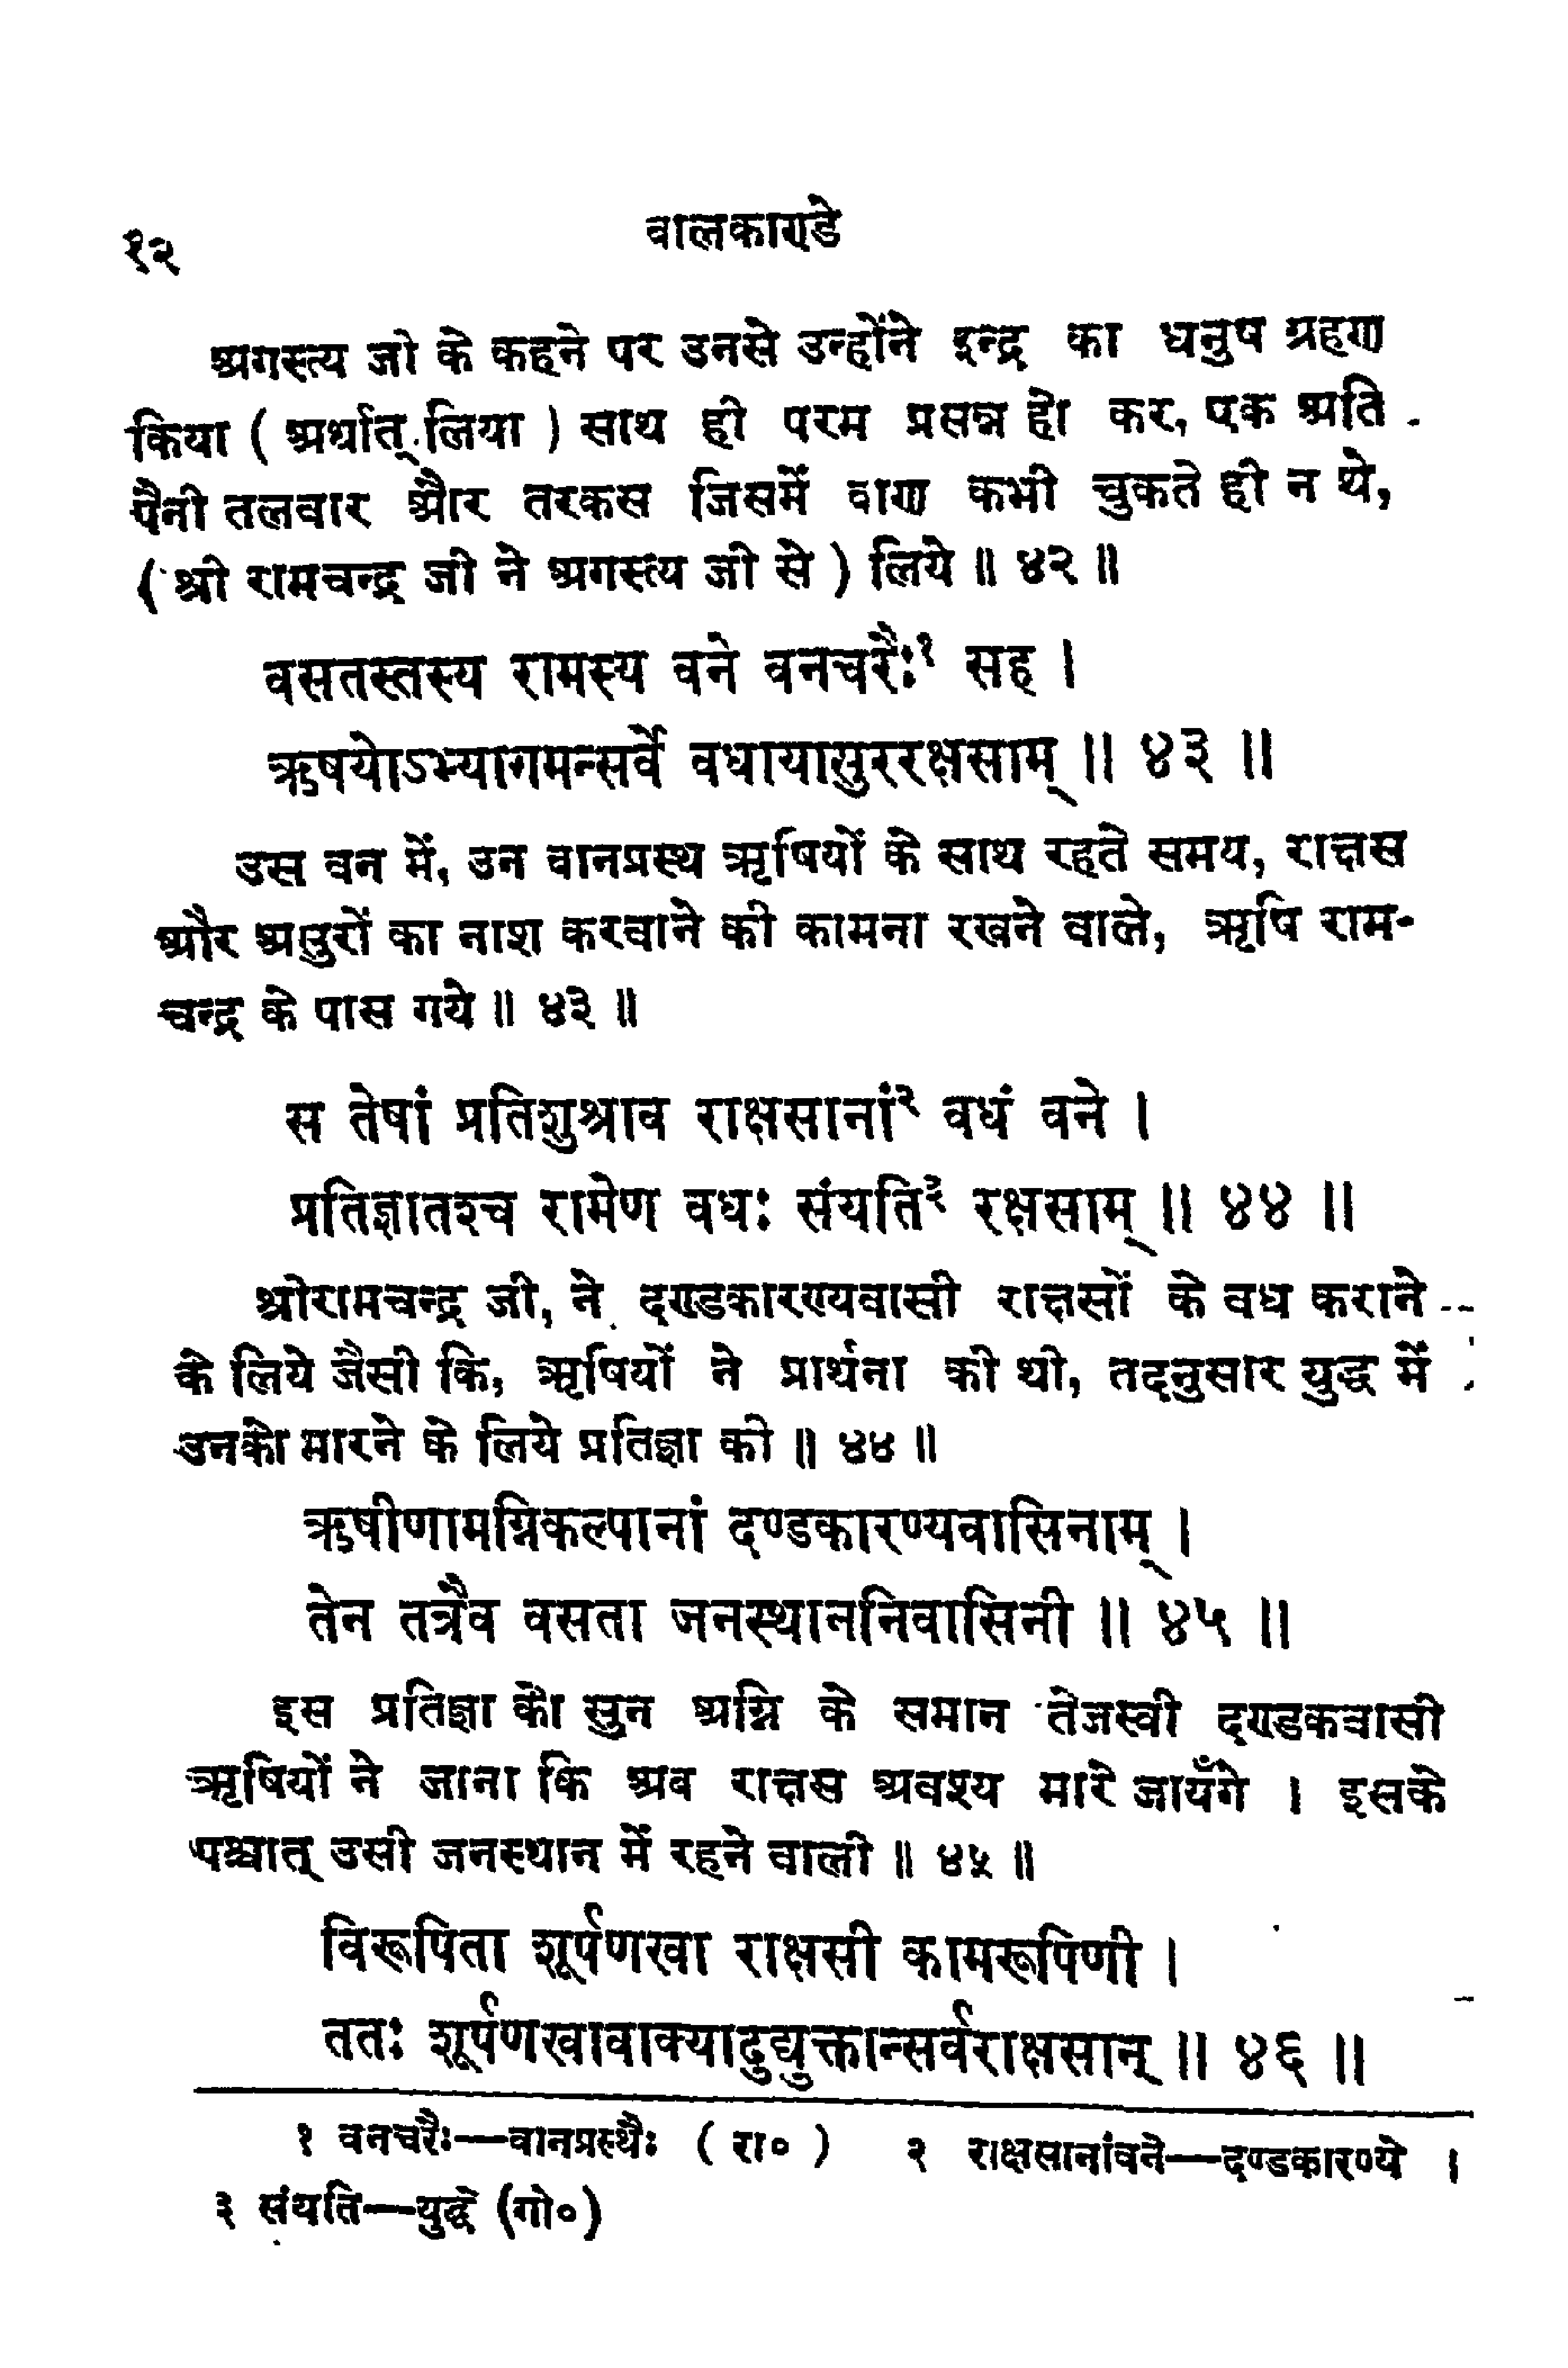 १२
वालकाण्डे
अगस्त्य जी के कहने पर उनसे उन्होंने इन्द्र का धनुष ग्रहण
किया ( अर्थात् लिया ) साथ ही परम प्रसन्न हो कर, एक अति
पैनी तलवार और तरकस जिसमें वाण कभी चुकते ही न थे,
( श्री रामचन्द्र जी ने अगस्त्य जी से ) लिये ॥ ४२ ॥
वसतस्तस्य रामस्य वने वनचरैः१ सह ।
ऋषयोऽभ्यागमन्सर्वे वधायासुररक्षसाम् ॥ ४३ ॥
उस वन में, उन वानप्रस्थ ऋषियों के साथ रहते समय, राक्षस
और असुरों का नाश करवाने की कामना रखने वाले, ऋषि राम-
चन्द्र के पास गये ॥ ४३ ॥
स तेषां प्रतिशुश्राव राक्षसानां२ वधं वने ।
प्रतिज्ञातश्च रामेण वधः संयति३ रक्षसाम् ॥ ४४ ॥
श्रीरामचन्द्र जी, ने दण्डकारण्यवासी राक्षसों के वध कराने
के लिये जैसी कि, ऋषियों ने प्रार्थना की थी, तदनुसार युद्ध में
उनको मारने के लिये प्रतिज्ञा की ॥ ४४ ॥
ऋषीणामग्निकल्पानां दण्डकारण्यवासिनाम् ।
तेन तत्रैव वसता जनस्थाननिवासिनी ॥ ४५ ॥
इस प्रतिज्ञा को सुन अग्नि के समान तेजस्वी दण्डकवासी
ऋषियों ने जाना कि अव राक्षस अवश्य मारे जायँगे । इसके
पश्चात् उसी जनस्थान में रहने वाली ॥ ४५ ॥
विरूपिता शूर्पणखा राक्षसी कामरूपिणी ।
ततः शूर्पणखावाक्यादुद्युक्तान्सर्वराक्षसान् ॥ ४६ ॥
१ वनचरैः—वानप्रस्थैः ( रा० ) २ राक्षसानांवने—दण्डकारण्ये ।
३ संयति—युद्धे (गो०)